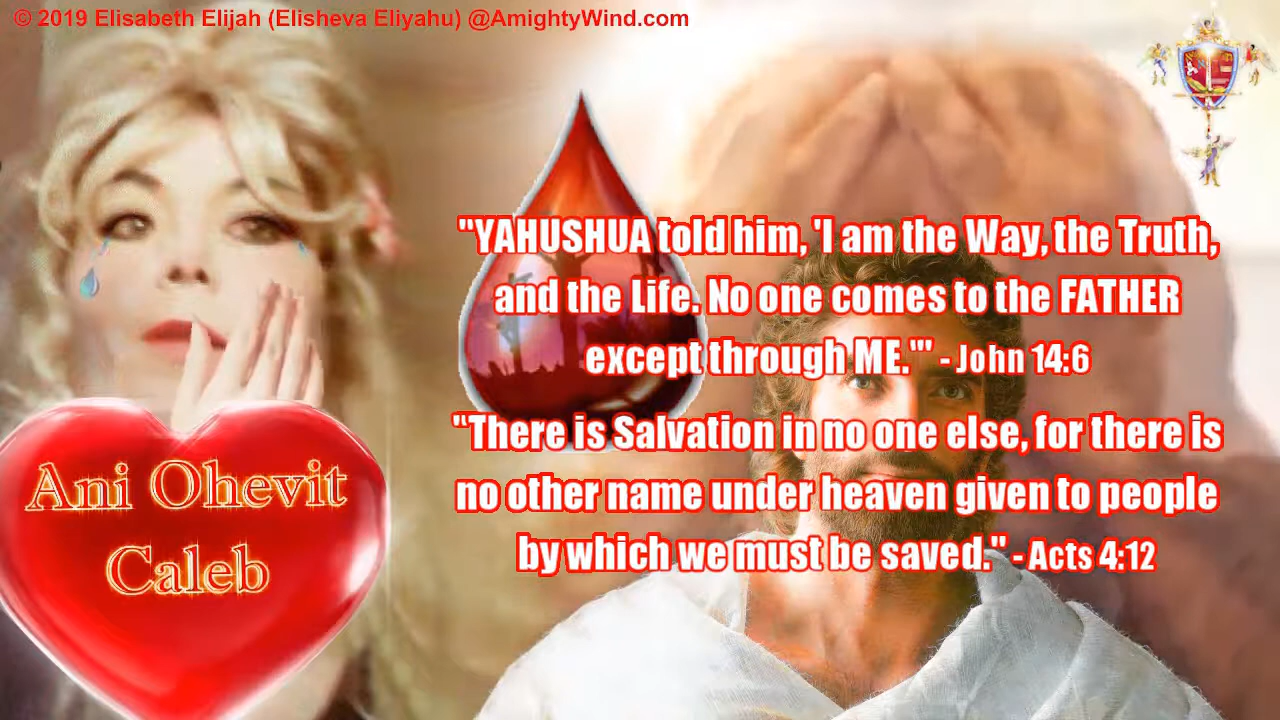 © 2019 Elisabeth Elijah (Elisheva Eliyahu) @AmightyWind.com
"YAHUSHUA told him, 'I am the Way, the Truth,
and the Life. No one comes to the FATHER
except through ME.'" - John 14:6
"There is Salvation in no one else, for there is
no other name under heaven given to people
by which we must be saved." - Acts 4:12
Ani Ohevit
Caleb